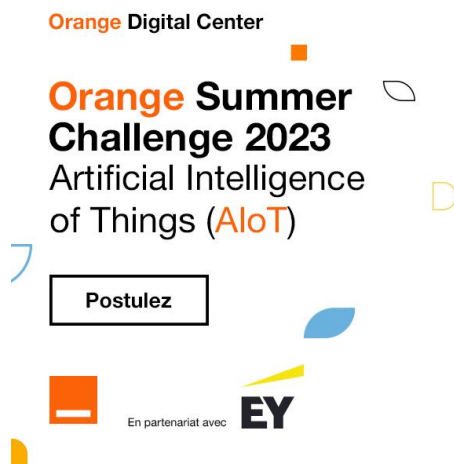 Orange Digital Center
Orange Summer
Challenge 2023
Artificial Intelligence
of Things (AIoT)
Postulez
En partenariat avec EY